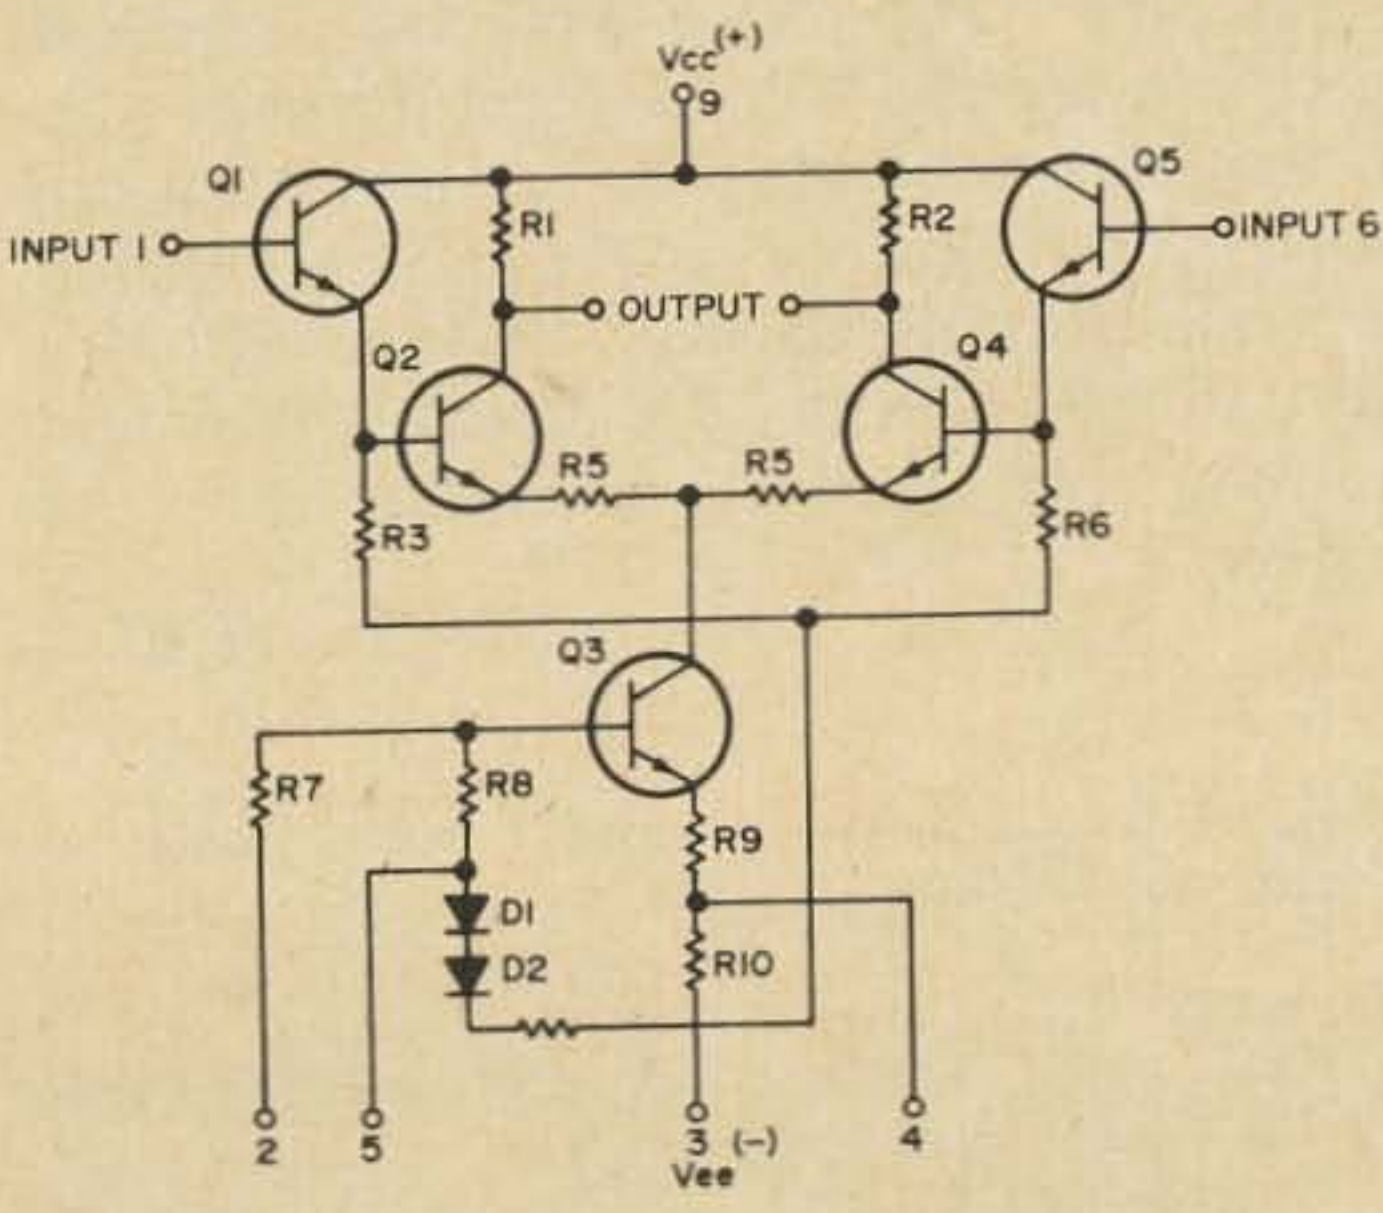 Vcc(+)
9
Q1
Q5
R1
R2
INPUT 1
INPUT 6
OUTPUT
Q2
Q4
R5
R5
R3
R6
Q3
R7
R8
R9
D1
D2
R10
2
5
3 (-)
4
Vee